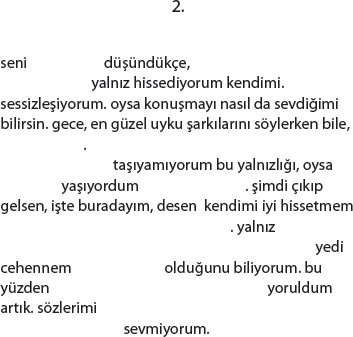 2.
seni düşündükçe,
yalnız hissediyorum kendimi.
sessizleşiyorum. oysa konuşmayı nasıl da sevdiğimi
bilirsin. gece, en güzel uyku şarkılarını söylerken bile,
.
taşıyamıyorum bu yalnızlığı, oysa
yaşıyordum . şimdi çıkıp
gelsen, işte buradayım, desen kendimi iyi hissetmem
. yalnız
yedi
cehennem olduğunu biliyorum. bu
yüzden yoruldum
artık. sözlerimi
sevmiyorum.